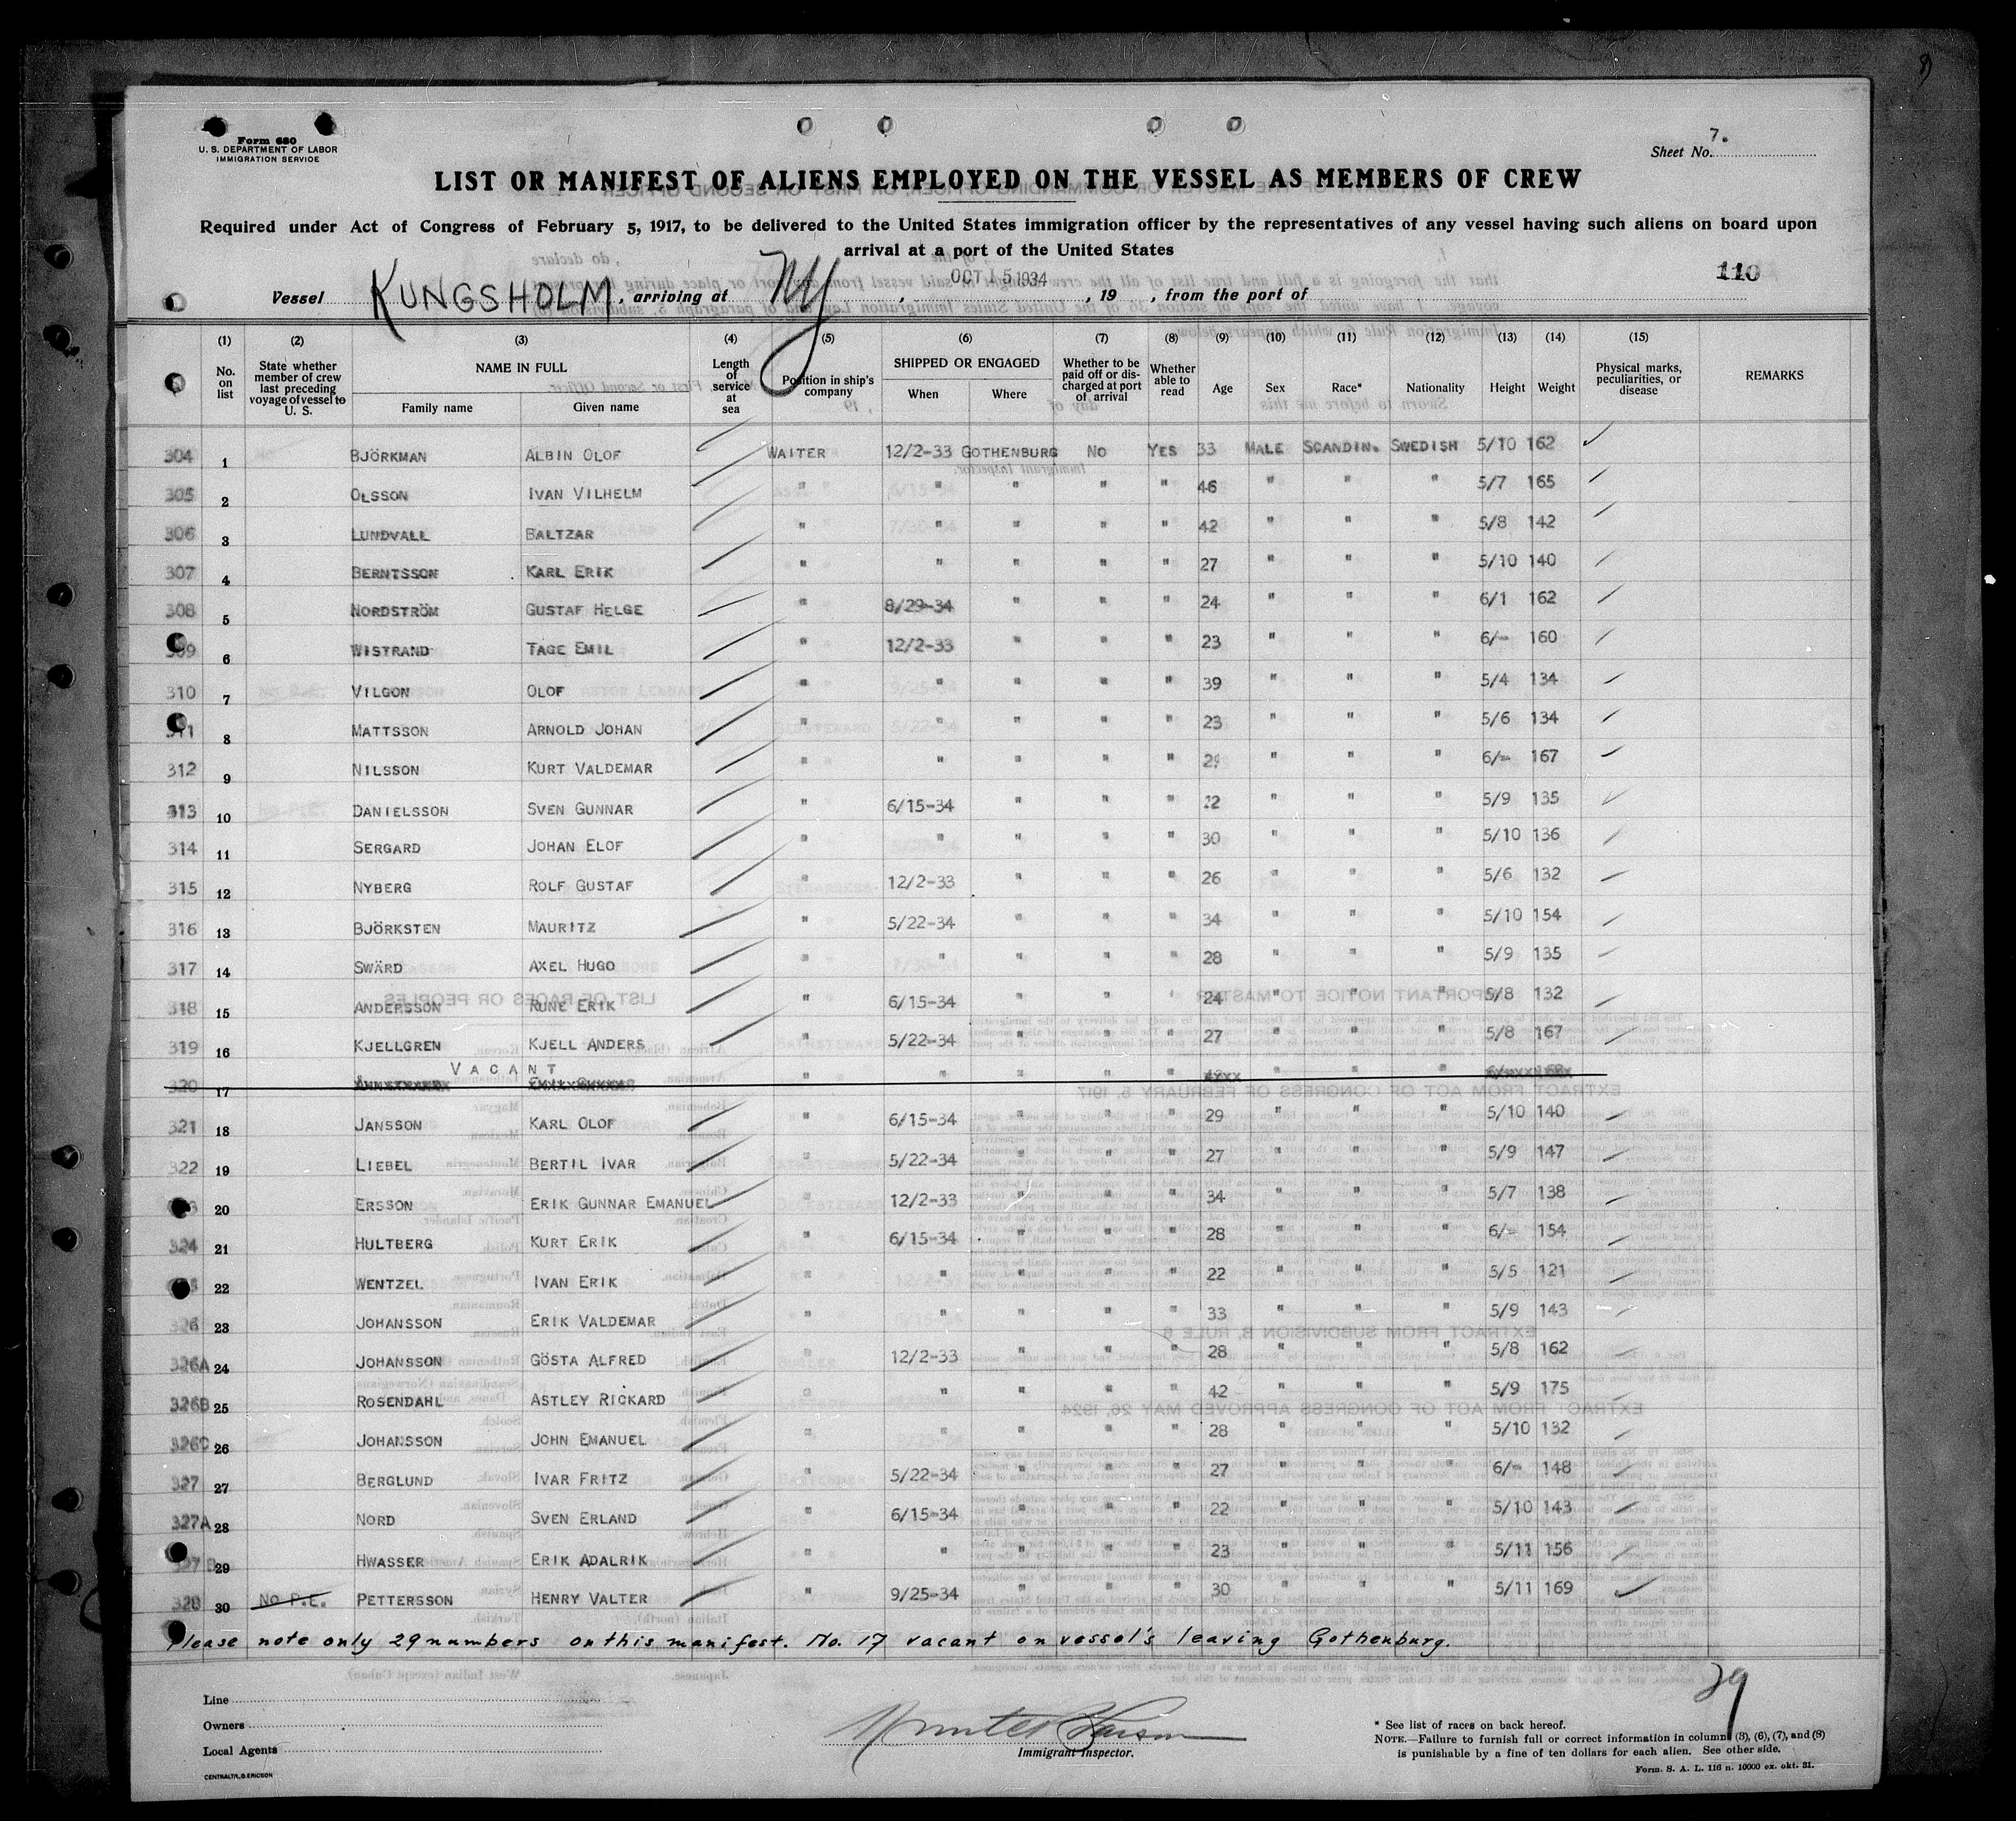 Form 680
U. S. DEPARTMENT OF LABOR
IMMIGRATION SERVICE
Sheet No. 7.
LIST OR MANIFEST OF ALIENS EMPLOYED ON THE VESSEL AS MEMBERS OF CREW
Required under Act of Congress of February 5, 1917, to be delivered to the United States immigration officer by the representatives of any vessel having such aliens on board upon
arrival at a port of the United States
110
Vessel KUNGSHOLM, arriving at NY, OCT 15 1934, 19 , from the port of
(1) (2) (3) (4) (5) (6) (7) (8) (9) (10) (11) (12) (13) (14) (15)
No. on list | State whether member of crew last preceding voyage of vessel to U. S. | NAME IN FULL Family name Given name | Length of service at sea | Position in ship's company | SHIPPED OR ENGAGED When Where | Whether to be paid off or discharged at port of arrival | Whether able to read | Age | Sex | Race* | Nationality | Height | Weight | Physical marks, peculiarities, or disease | REMARKS
304 1 BJÖRKMAN ALBIN OLOF WAITER 12/2-33 GOTHENBURG NO YES 33 MALE SCANDIN. SWEDISH 5/10 162
305 2 OLSSON IVAN VILHELM " " " " " 46 " " " 5/7 165
306 3 LUNDVALL BALTZAR " " " " " 42 " " " 5/8 142
307 4 BERNTSSON KARL ERIK " " " " " 27 " " " 5/10 140
308 5 NORDSTRÖM GUSTAF HELGE " 8/29-34 " " " 24 " " " 6/1 162
309 6 WISTRAND TAGE EMIL " 12/2-33 " " " 23 " " " 6/- 160
310 7 VILGON OLOF " " " " " 39 " " " 5/4 134
311 8 MATTSSON ARNOLD JOHAN " " " " " 23 " " " 5/6 134
312 9 NILSSON KURT VALDEMAR " " " " " 29 " " " 6/- 167
313 10 DANIELSSON SVEN GUNNAR " 6/15-34 " " " 22 " " " 5/9 135
314 11 SERGARD JOHAN ELOF " " " " " 30 " " " 5/10 136
315 12 NYBERG ROLF GUSTAF " 12/2-33 " " " 26 " " " 5/6 132
316 13 BJÖRKSTEN MAURITZ " 5/22-34 " " " 34 " " " 5/10 154
317 14 SWÄRD AXEL HUGO " " " " " 28 " " " 5/9 135
318 15 ANDERSSON RUNE ERIK " 6/15-34 " " " 24 " " " 5/8 132
319 16 KJELLGREN KJELL ANDERS " 5/22-34 " " " 27 " " " 5/8 167
320 17 VACANT " " " " " " " "
321 18 JANSSON KARL OLOF " 6/15-34 " " " 29 " " " 5/10 140
322 19 LIEBEL BERTIL IVAR " 5/22-34 " " " 27 " " " 5/9 147
20 ERSSON ERIK GUNNAR EMANUEL " 12/2-33 " " " 34 " " " 5/7 138
324 21 HULTBERG KURT ERIK " 6/15-34 " " " 28 " " " 6/- 154
22 WENTZEL IVAN ERIK " " " " " 22 " " " 5/5 121
326 23 JOHANSSON ERIK VALDEMAR " " " " " 33 " " " 5/9 143
326A 24 JOHANSSON GÖSTA ALFRED " 12/2-33 " " " 28 " " " 5/8 162
326B 25 ROSENDAHL ASTLEY RICKARD " " " " " 42 " " " 5/9 175
326C 26 JOHANSSON JOHN EMANUEL " " " " " 28 " " " 5/10 132
327 27 BERGLUND IVAR FRITZ " 5/22-34 " " " 27 " " " 6/- 148
327A 28 NORD SVEN ERLAND " 6/15-34 " " " 22 " " " 5/10 143
327B 29 HWASSER ERIK ADALRIK " " " " " 23 " " " 5/11 156
328 30 No P.E. PETTERSSON HENRY VALTER " 9/25-34 " " " 30 " " " 5/11 169
Please note only 29 numbers on this manifest. No. 17 vacant on vessel's leaving Gothenburg.
29
Line
Owners
Local Agents
CENTRALTR., G. ERICSON
Immigrant Inspector.
* See list of races on back hereof.
NOTE.—Failure to furnish full or correct information in columns (3), (6), (7), and (8)
is punishable by a fine of ten dollars for each alien. See other side.
Form. S. A. L. 116 n. 10000 ex. okt. 31.